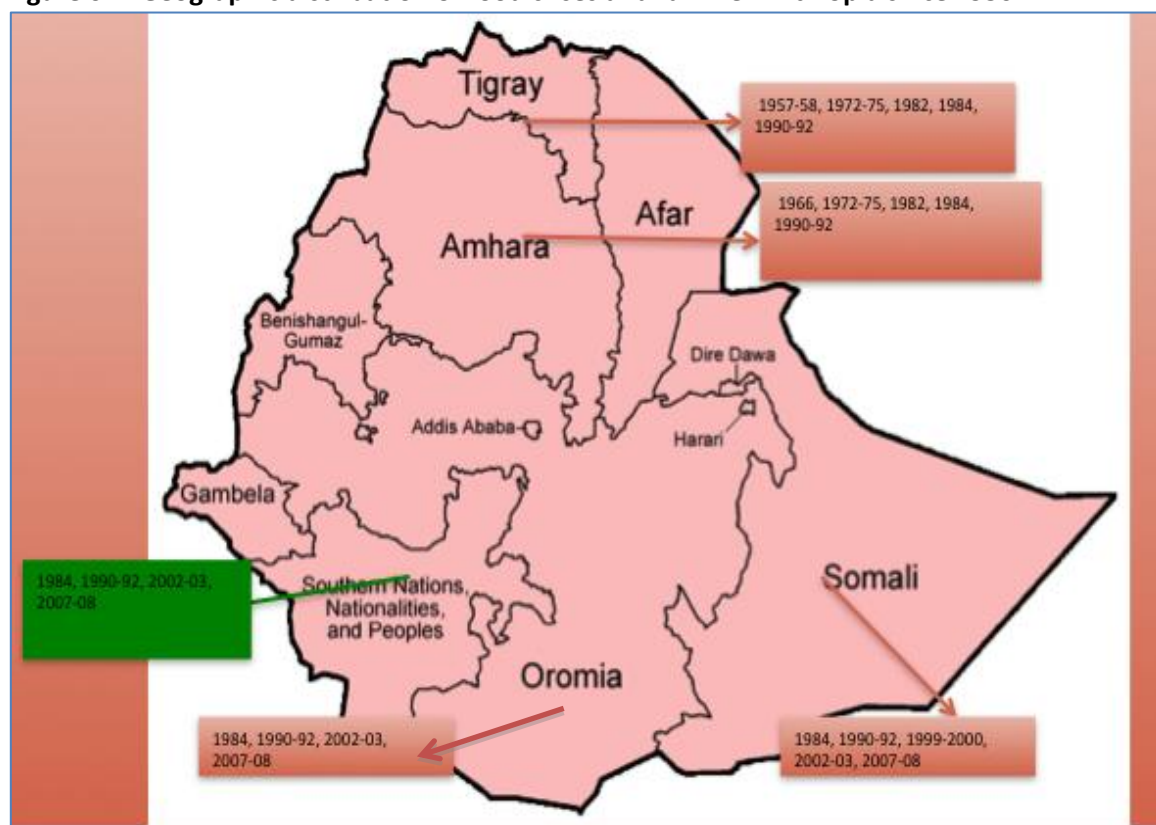 Tigray
1957-58, 1972-75, 1982, 1984,
1990-92
Afar
1966, 1972-75, 1982, 1984,
1990-92
Amhara
Benishangul-
Gumaz
Dire Dawa
Addis Ababa
Harari
Gambela
1984, 1990-92, 2002-03,
2007-08
Southern Nations,
Nationalities,
and Peoples
Somali
Oromia
1984, 1990-92, 2002-03,
2007-08
1984, 1990-92, 1999-2000,
2002-03, 2007-08